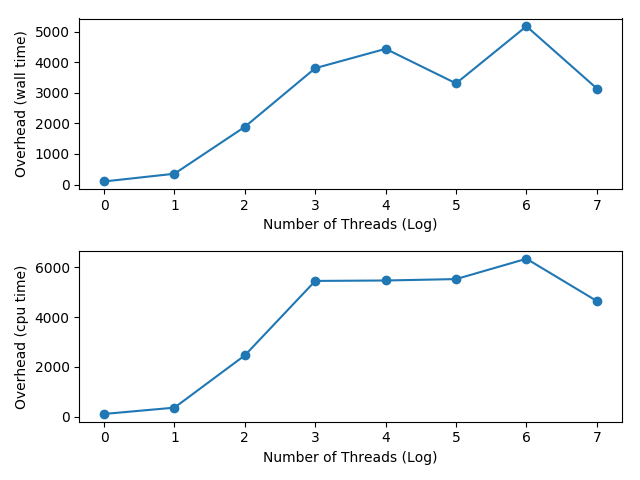 Overhead (wall time)
5000
4000
3000
2000
1000
0
0 1 2 3 4 5 6 7
Number of Threads (Log)
Overhead (cpu time)
6000
4000
2000
0
0 1 2 3 4 5 6 7
Number of Threads (Log)